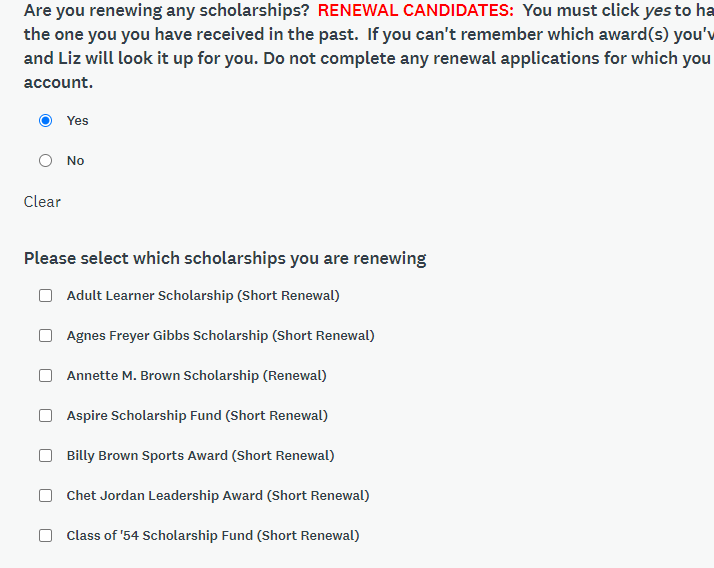 Are you renewing any scholarships? RENEWAL CANDIDATES: You must click yes to ha
the one you you have received in the past. If you can't remember which award(s) you'v
and Liz will look it up for you. Do not complete any renewal applications for which you
account.
Yes
No
Clear
Please select which scholarships you are renewing
Adult Learner Scholarship (Short Renewal)
Agnes Freyer Gibbs Scholarship (Short Renewal)
Annette M. Brown Scholarship (Renewal)
Aspire Scholarship Fund (Short Renewal)
Billy Brown Sports Award (Short Renewal)
Chet Jordan Leadership Award (Short Renewal)
Class of '54 Scholarship Fund (Short Renewal)